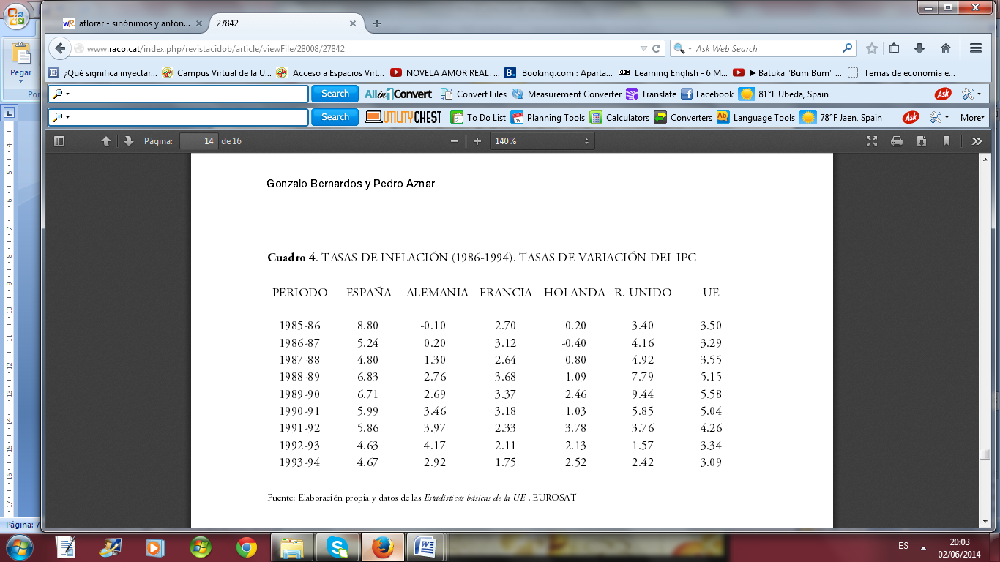 aflorar - sinónimos y antón...
27842
www.raco.cat/index.php/revistacidob/article/viewFile/28008/27842
Ask Web Search
Pegar
¿Qué significa inyectar...
Campus Virtual de la U...
Acceso a Espacios Virt...
NOVELA AMOR REAL. ...
Booking.com : Aparta...
Learning English - 6 M...
▶ Batuka "Bum Bum" ...
Temas de economía e...
Search
All in 1 Convert
Convert Files
Measurement Converter
Translate
Facebook
81°F Ubeda, Spain
Ask
Search
UTILITYCHEST
To Do List
Planning Tools
Calculators
Converters
Language Tools
78°F Jaen, Spain
Ask
More
Página: 14 de 16
140%
Gonzalo Bernardos y Pedro Aznar
Cuadro 4. TASAS DE INFLACIÓN (1986-1994). TASAS DE VARIACIÓN DEL IPC
PERIODO ESPAÑA ALEMANIA FRANCIA HOLANDA R. UNIDO UE
1985-86 8.80 -0.10 2.70 0.20 3.40 3.50
1986-87 5.24 0.20 3.12 -0.40 4.16 3.29
1987-88 4.80 1.30 2.64 0.80 4.92 3.55
1988-89 6.83 2.76 3.68 1.09 7.79 5.15
1989-90 6.71 2.69 3.37 2.46 9.44 5.58
1990-91 5.99 3.46 3.18 1.03 5.85 5.04
1991-92 5.86 3.97 2.33 3.78 3.76 4.26
1992-93 4.63 4.17 2.11 2.13 1.57 3.34
1993-94 4.67 2.92 1.75 2.52 2.42 3.09
Fuente: Elaboración propia y datos de las Estadísticas básicas de la UE , EUROSAT
Página: 7
ES
20:03
02/06/2014